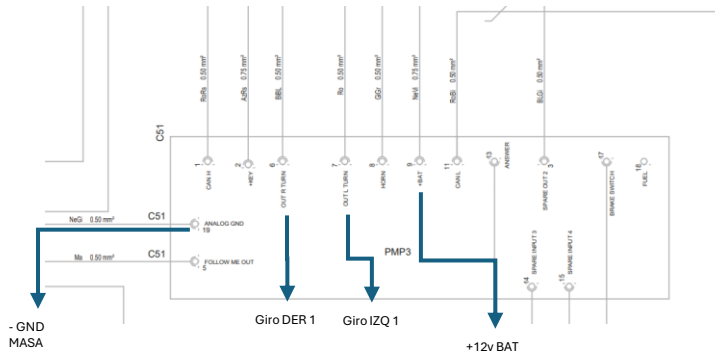 RoRs 0.50 mm²
AzRs 0.75 mm²
BiBL 0.50 mm²
Ro 0.50 mm²
GiGr 0.50 mm²
NeVi 0.75 mm²
RoBi 0.50 mm²
BLGi 0.50 mm²
C51
1
CAN H
2
+KEY
6
OUT R TURN
7
OUT L TURN
8
HORN
9
+BAT
11
CAN L
13
ANSWER
3
SPARE OUT 2
17
BRAKE SWITCH
18
FUEL
NeGi 0.50 mm²
C51
ANALOG GND
19
Ma 0.50 mm²
C51
FOLLOW ME OUT
5
PMP3
14
SPARE INPUT 3
15
SPARE INPUT 4
- GND
MASA
Giro DER 1
Giro IZQ 1
+12v BAT